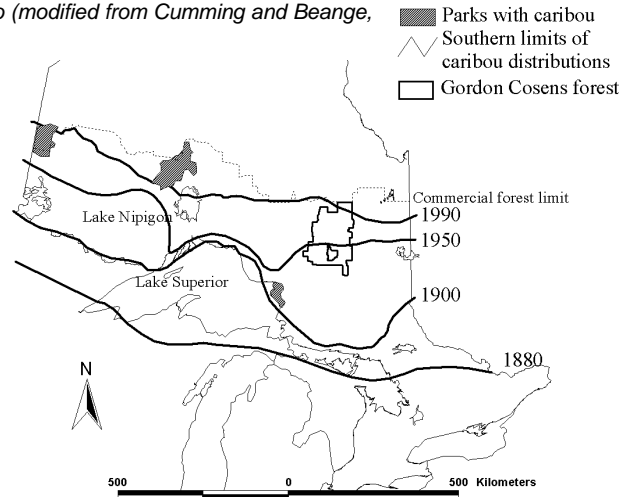 o (modified from Cumming and Beange,
Parks with caribou
Southern limits of
caribou distributions
Gordon Cosens forest
Commercial forest limit
1990
Lake Nipigon
1950
Lake Superior
1900
1880
N
500 0 500 Kilometers